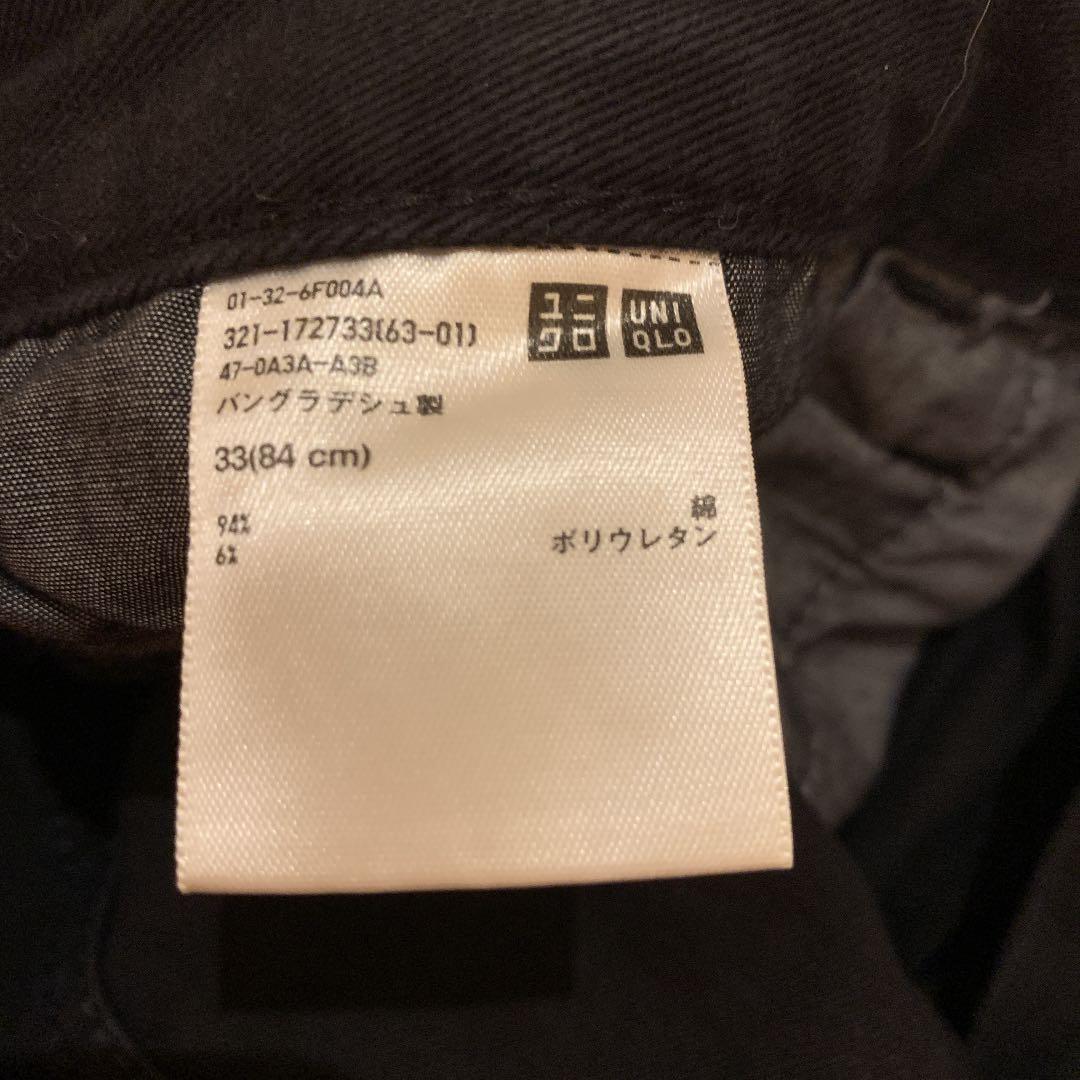 01-32-6F004A
321-172733(63-01)
47-0A3A-A3B
バングラデシュ製
ユニ
クロ
UNI
QLO
33(84 cm)
94% 綿
6% ポリウレタン